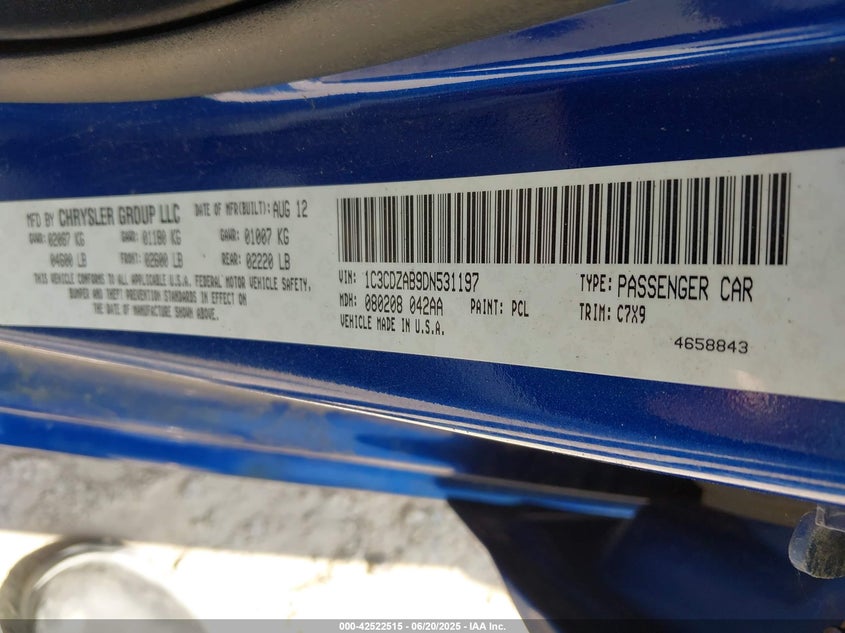 MFD BY CHRYSLER GROUP LLC DATE OF MFR(BUILT): AUG 12
GVWR: 02087 KG GAWR: 01180 KG GAWR: 01007 KG
04600 LB FRONT: 02600 LB REAR: 02220 LB
THIS VEHICLE CONFORMS TO ALL APPLICABLE U.S.A. FEDERAL MOTOR VEHICLE SAFETY,
BUMPER AND THEFT PREVENTION STANDARDS IN EFFECT ON
THE DATE OF MANUFACTURE SHOWN ABOVE.
VIN: 1C3CDZAB9DN531197 TYPE: PASSENGER CAR
MDH: 080208 042AA PAINT: PCL TRIM: C7X9
VEHICLE MADE IN U.S.A.
4658843
000-42522515 - 06/20/2025 - IAA Inc.